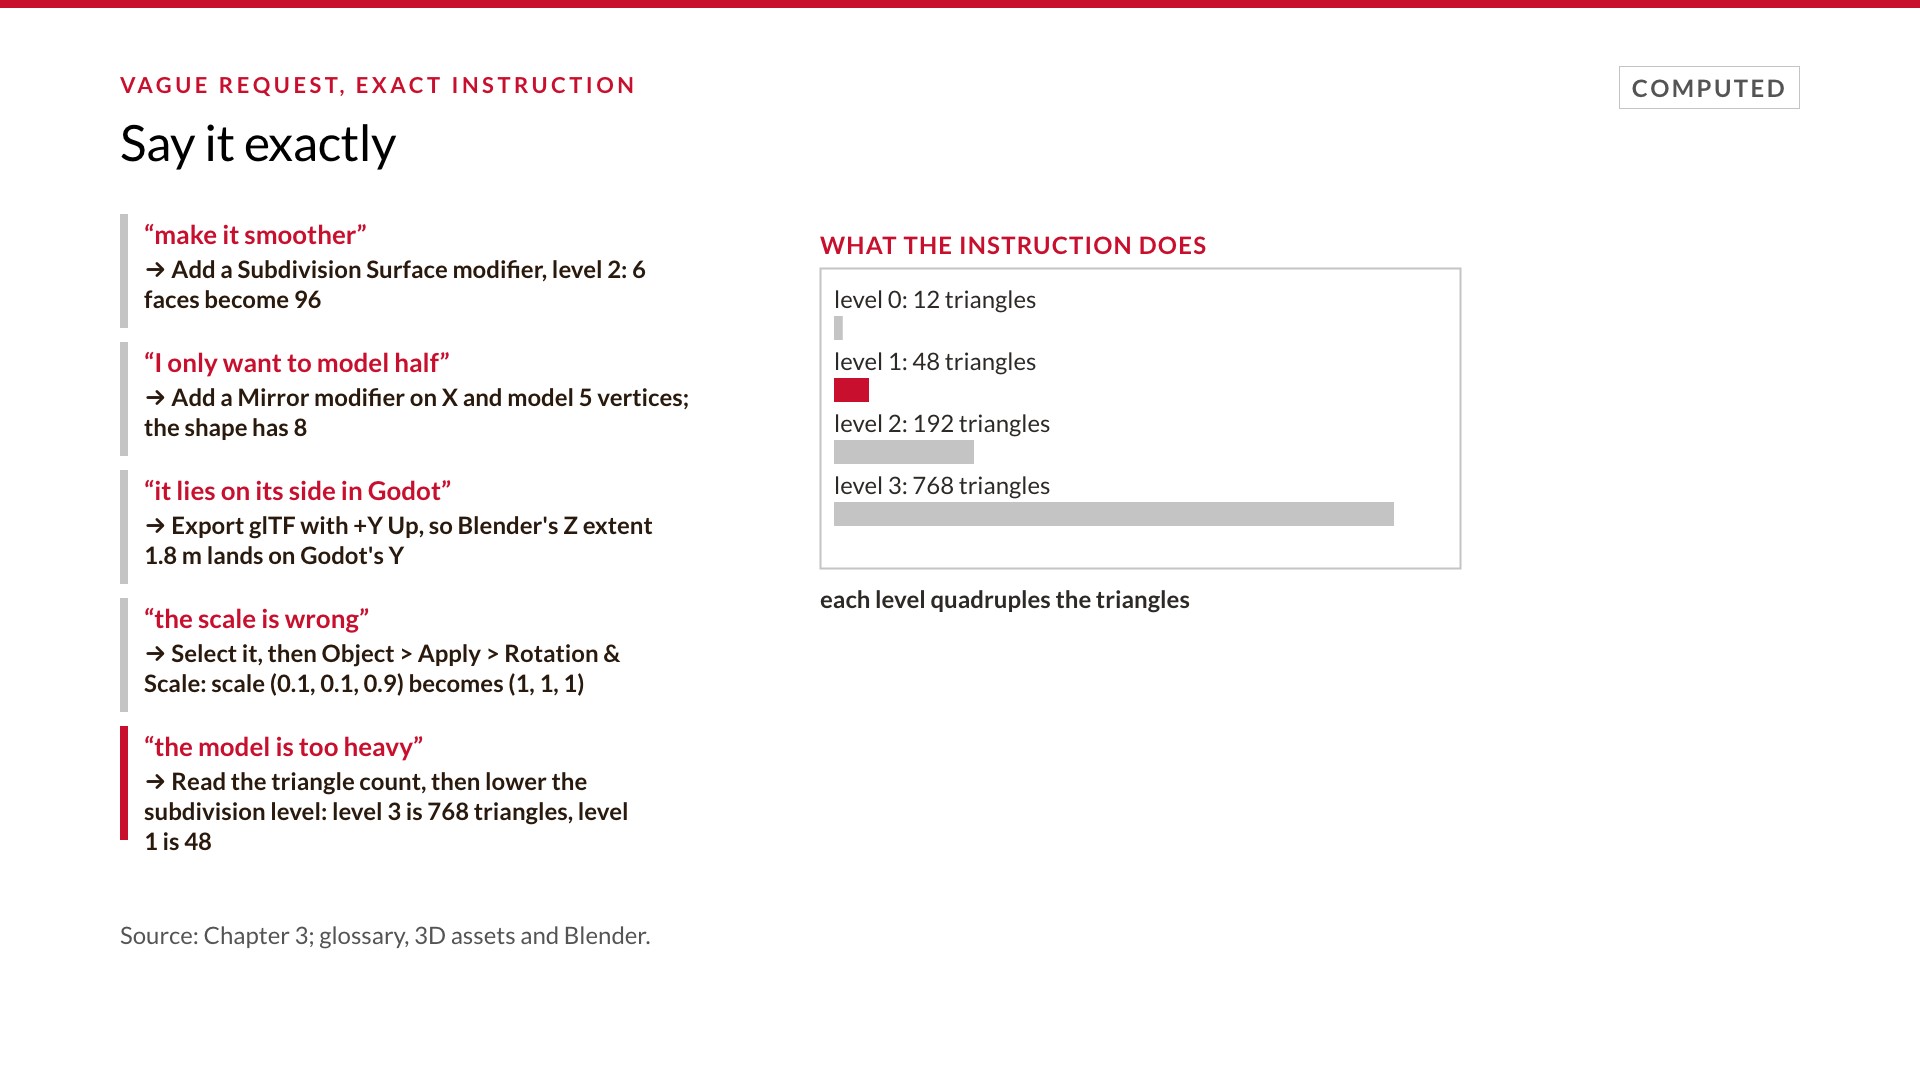 VAGUE REQUEST, EXACT INSTRUCTION
COMPUTED
Say it exactly
“make it smoother”
→ Add a Subdivision Surface modifier, level 2: 6
faces become 96
“I only want to model half”
→ Add a Mirror modifier on X and model 5 vertices;
the shape has 8
“it lies on its side in Godot”
→ Export glTF with +Y Up, so Blender's Z extent
1.8 m lands on Godot's Y
“the scale is wrong”
→ Select it, then Object > Apply > Rotation &
Scale: scale (0.1, 0.1, 0.9) becomes (1, 1, 1)
“the model is too heavy”
→ Read the triangle count, then lower the
subdivision level: level 3 is 768 triangles, level
1 is 48
WHAT THE INSTRUCTION DOES
level 0: 12 triangles
level 1: 48 triangles
level 2: 192 triangles
level 3: 768 triangles
each level quadruples the triangles
Source: Chapter 3; glossary, 3D assets and Blender.